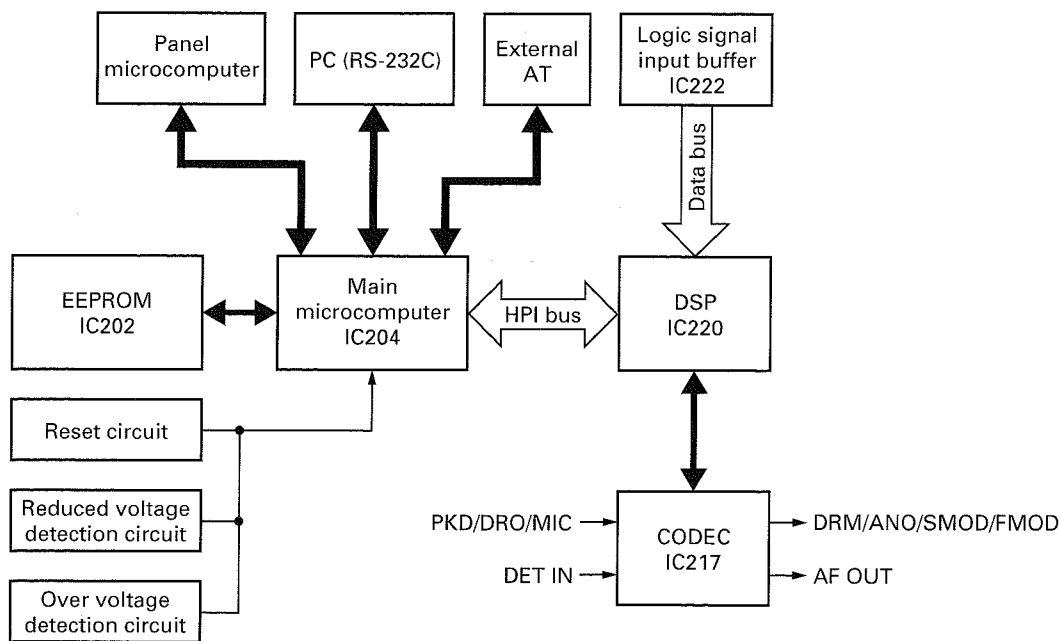 Panel
microcomputer
PC (RS-232C)
External
AT
Logic signal
input buffer
IC222
Data bus
EEPROM
IC202
Main
microcomputer
IC204
HPI bus
DSP
IC220
Reset circuit
Reduced voltage
detection circuit
Over voltage
detection circuit
PKD/DRO/MIC
DET IN
CODEC
IC217
DRM/ANO/SMOD/FMOD
AF OUT